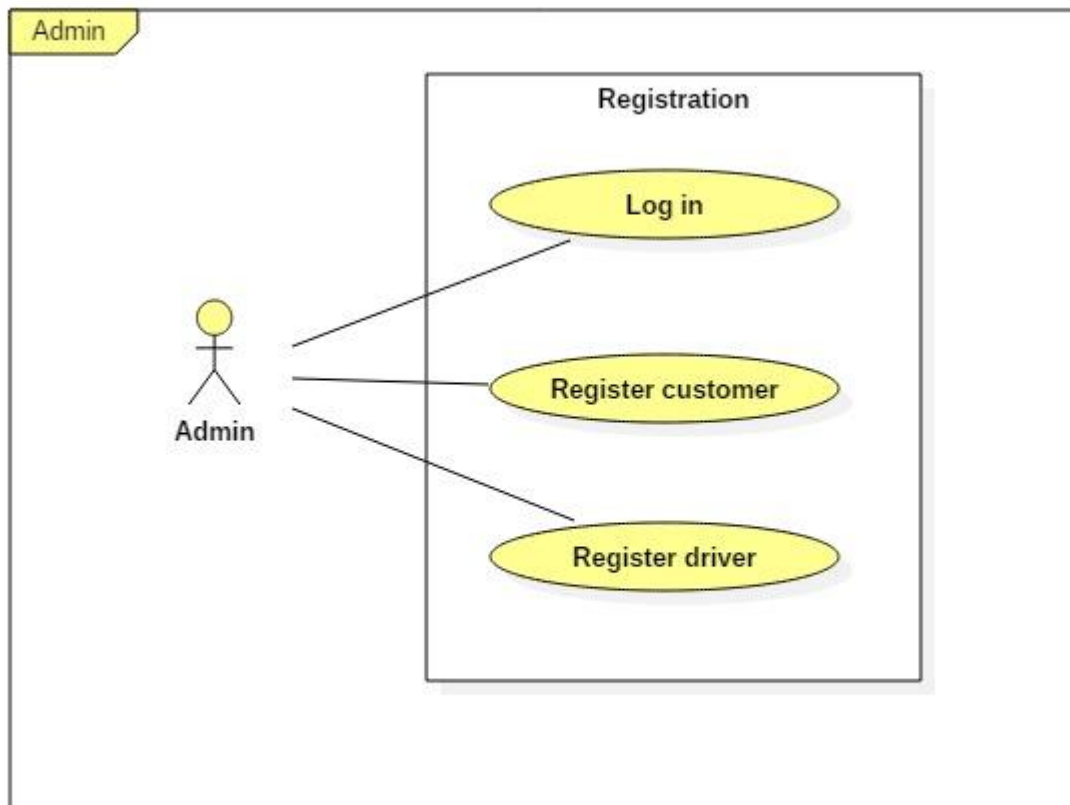 Admin
Registration
Log in
Admin
Register customer
Register driver